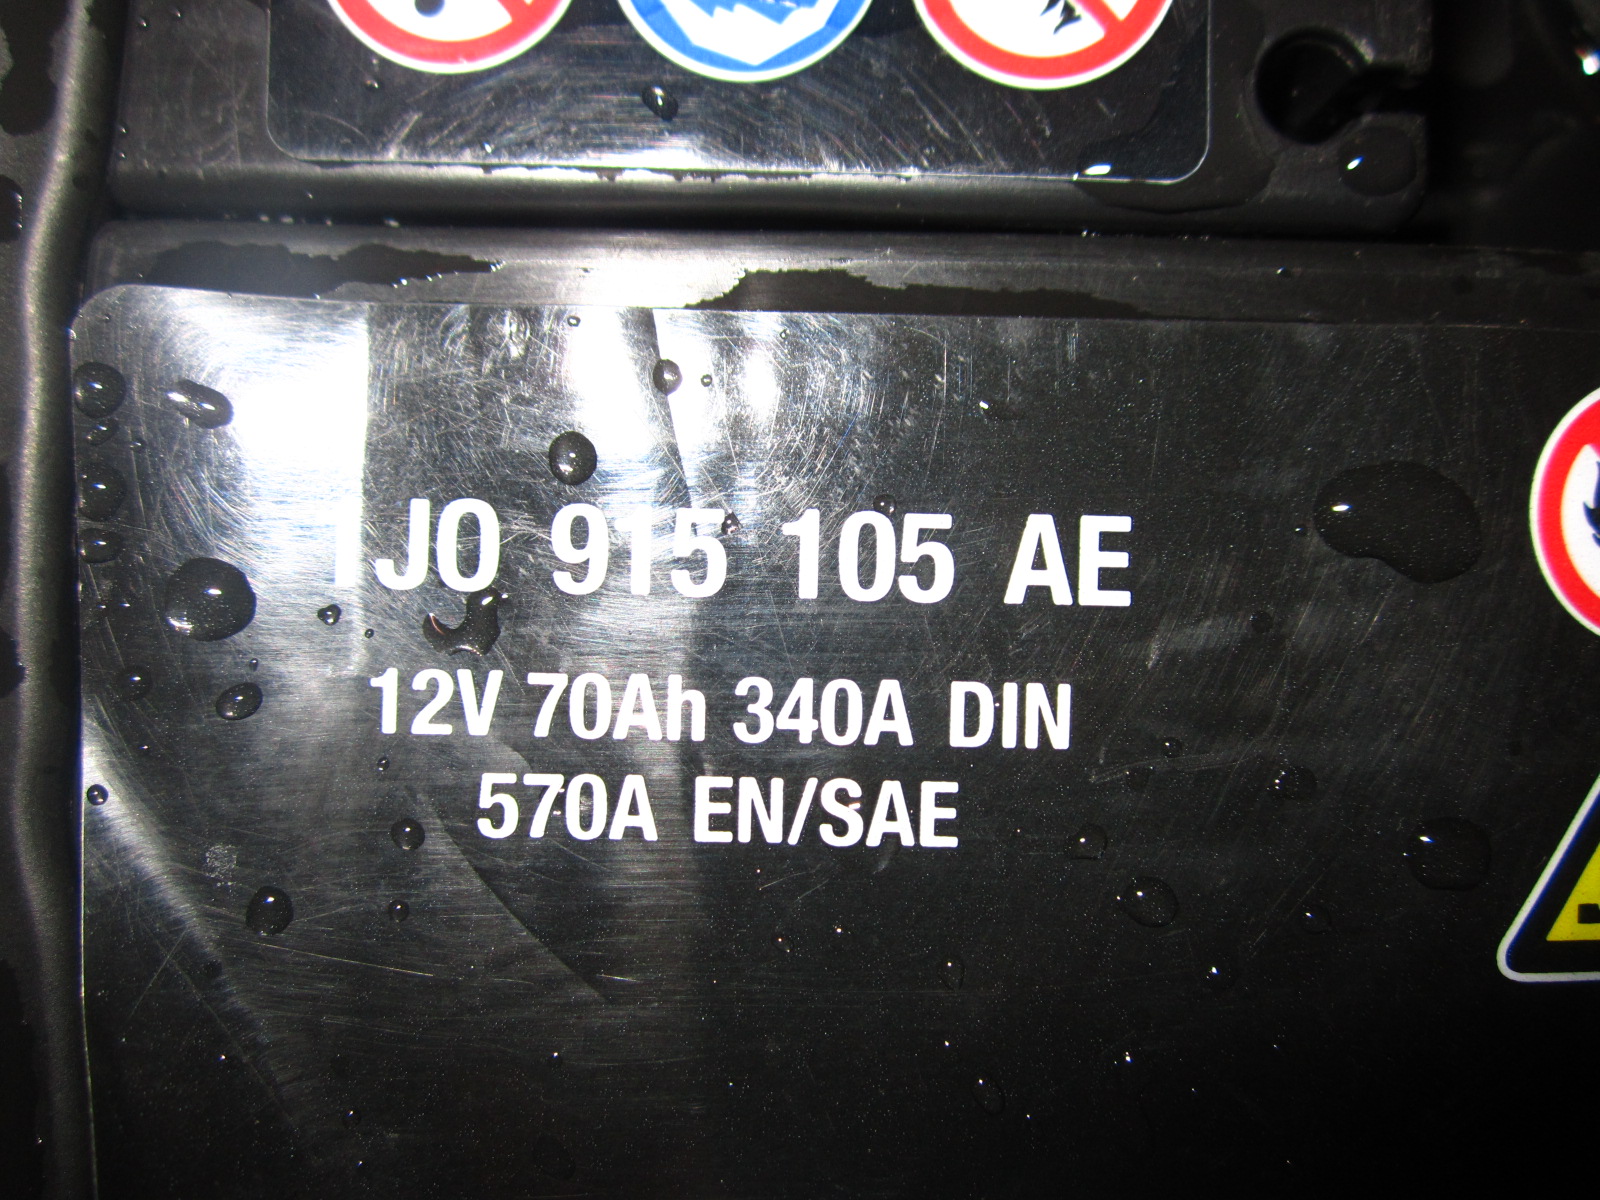 1J0 915 105 AE
12V 70Ah 340A DIN
570A EN/SAE